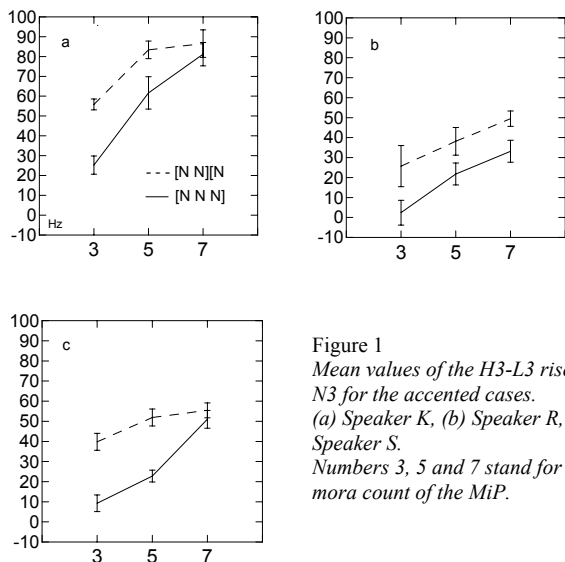 100
90
80
70
60
50
40
30
20
10
0
-10
a
[N N][N
[N N N]
Hz
3 5 7
100
90
80
70
60
50
40
30
20
10
0
-10
b
3 5 7
100
90
80
70
60
50
40
30
20
10
0
-10
c
3 5 7
Figure 1
Mean values of the H3-L3 rise
N3 for the accented cases.
(a) Speaker K, (b) Speaker R,
Speaker S.
Numbers 3, 5 and 7 stand for
mora count of the MiP.